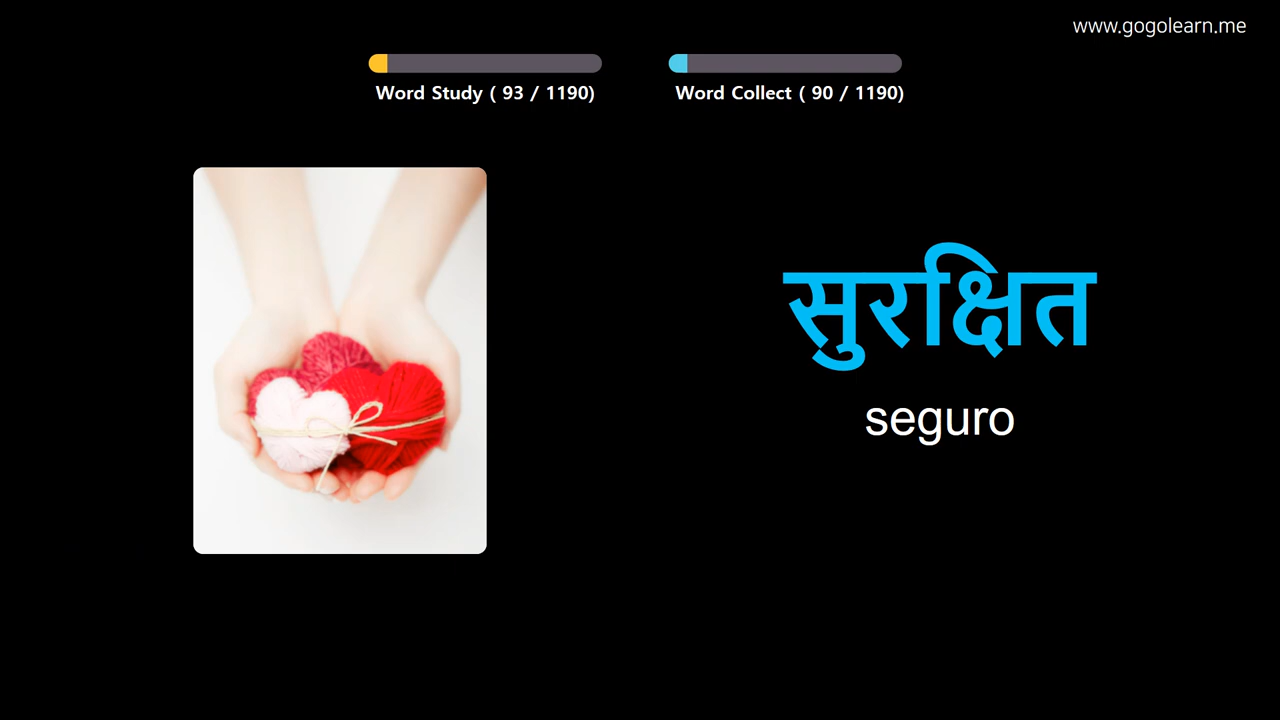 www.gogolearn.me
Word Study ( 93 / 1190)
Word Collect ( 90 / 1190)
सुरक्षित
seguro